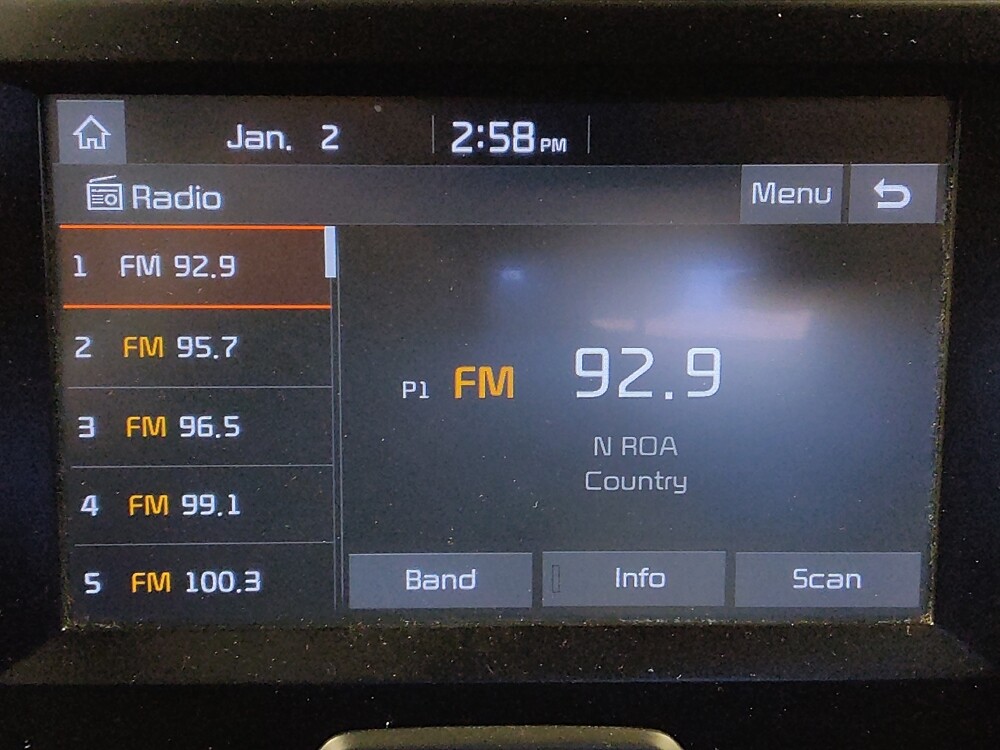 Jan. 2 2:58 PM
Radio Menu
1 FM 92.9
2 FM 95.7
3 FM 96.5
4 FM 99.1
5 FM 100.3
P1 FM 92.9
N ROA
Country
Band Info Scan